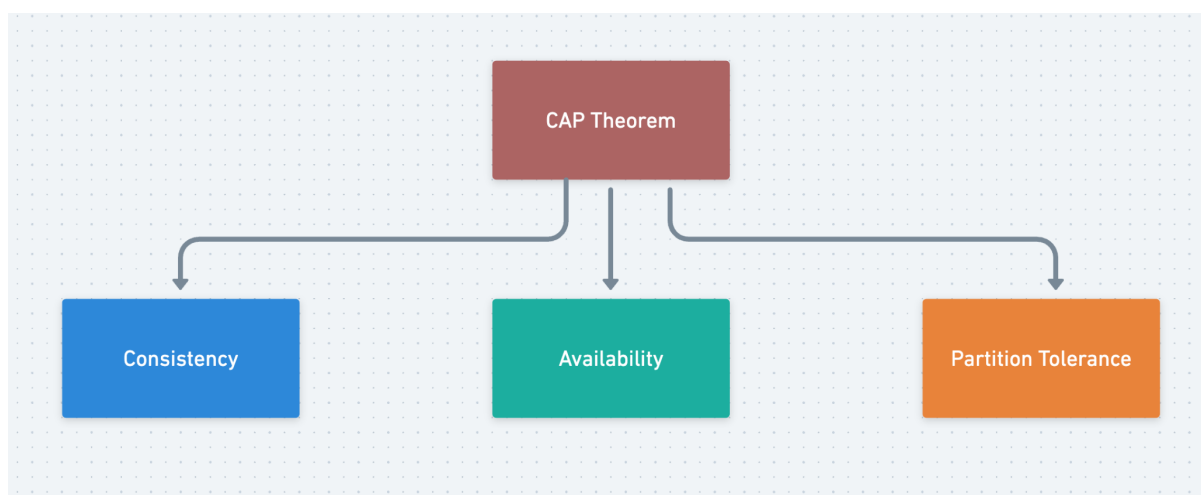 CAP Theorem
Consistency
Availability
Partition Tolerance